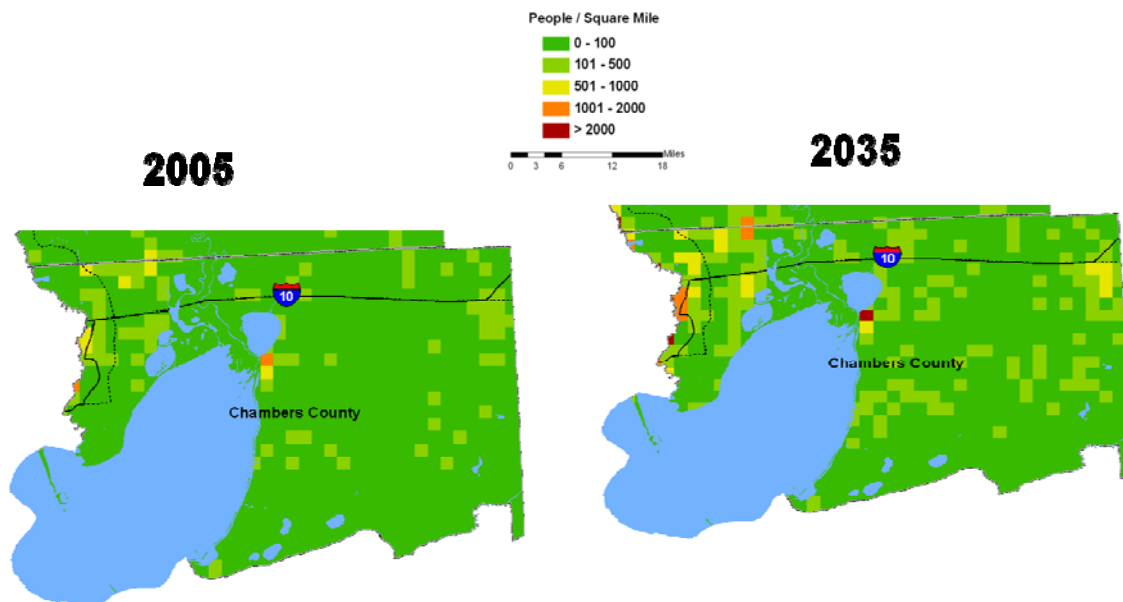 People / Square Mile
0 - 100
101 - 500
501 - 1000
1001 - 2000
> 2000
Miles
0 3 6 12 18
2005
2035
10
Chambers County
10
Chambers County